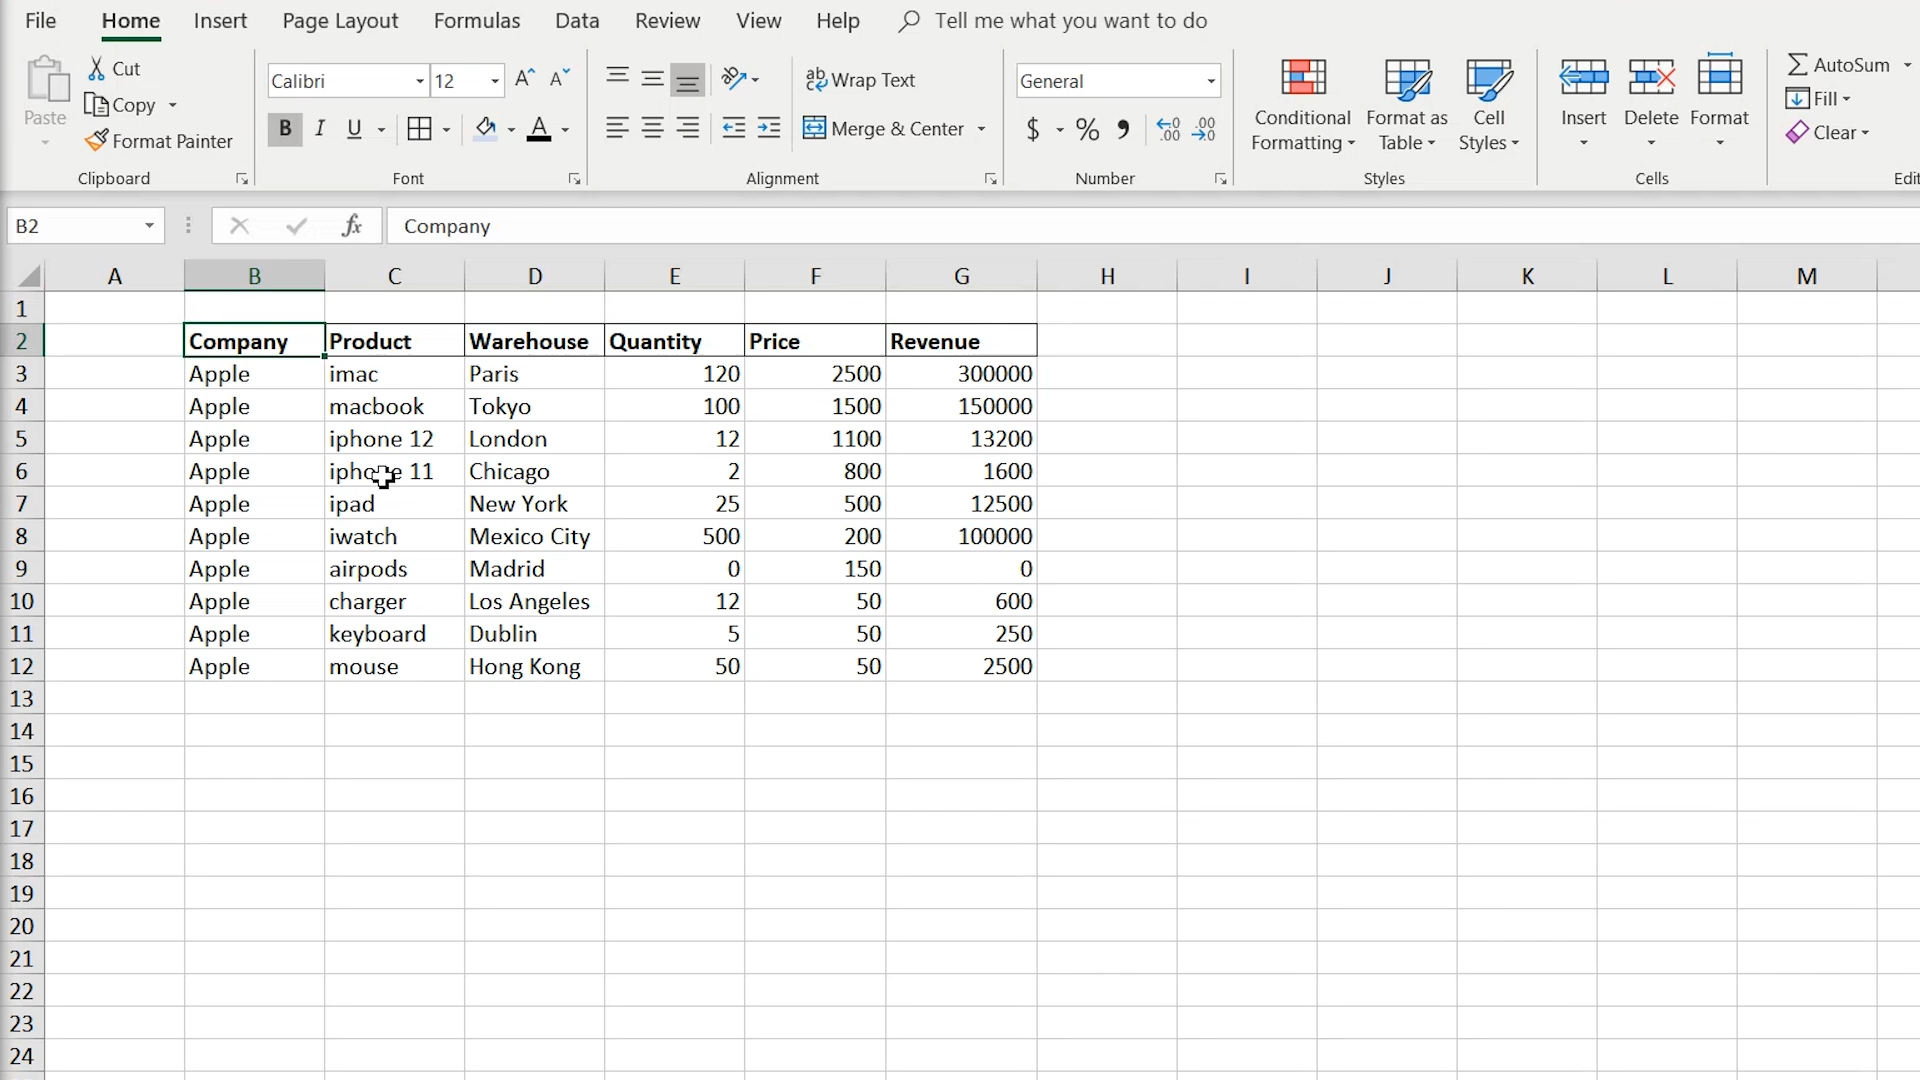 File Home Insert Page Layout Formulas Data Review View Help Tell me what you want to do
Paste Cut Copy Format Painter
Calibri 12 A^ A˅
B I U A
ab Wrap Text
Merge & Center
General
$ % , .00 .00
Conditional Formatting Format as Table Cell Styles
Insert Delete Format
AutoSum
Fill
Clear
Clipboard Font Alignment Number Styles Cells
B2 fx Company
A B C D E F G H I J K L M
1
2 Company Product Warehouse Quantity Price Revenue
3 Apple imac Paris 120 2500 300000
4 Apple macbook Tokyo 100 1500 150000
5 Apple iphone 12 London 12 1100 13200
6 Apple iphone 11 Chicago 2 800 1600
7 Apple ipad New York 25 500 12500
8 Apple iwatch Mexico City 500 200 100000
9 Apple airpods Madrid 0 150 0
10 Apple charger Los Angeles 12 50 600
11 Apple keyboard Dublin 5 50 250
12 Apple mouse Hong Kong 50 50 2500
13
14
15
16
17
18
19
20
21
22
23
24